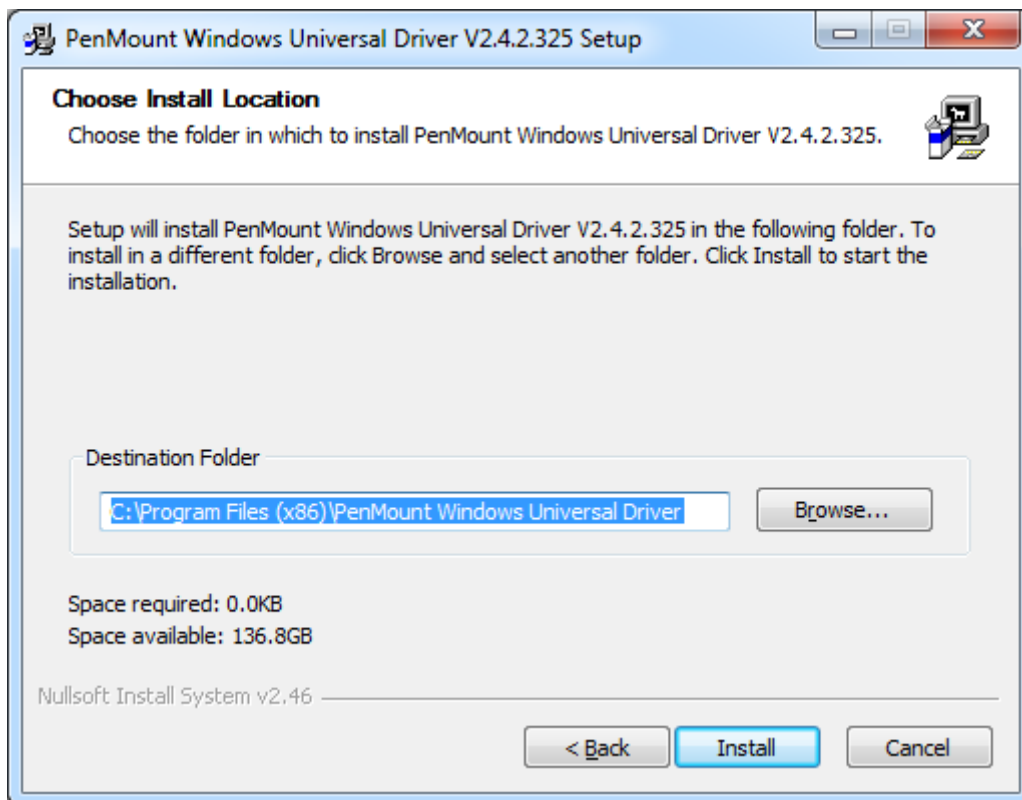 PenMount Windows Universal Driver V2.4.2.325 Setup
Choose Install Location
Choose the folder in which to install PenMount Windows Universal Driver V2.4.2.325.
Setup will install PenMount Windows Universal Driver V2.4.2.325 in the following folder. To
install in a different folder, click Browse and select another folder. Click Install to start the
installation.
Destination Folder
C:\Program Files (x86)\PenMount Windows Universal Driver
Browse...
Space required: 0.0KB
Space available: 136.8GB
Nullsoft Install System v2.46
< Back
Install
Cancel